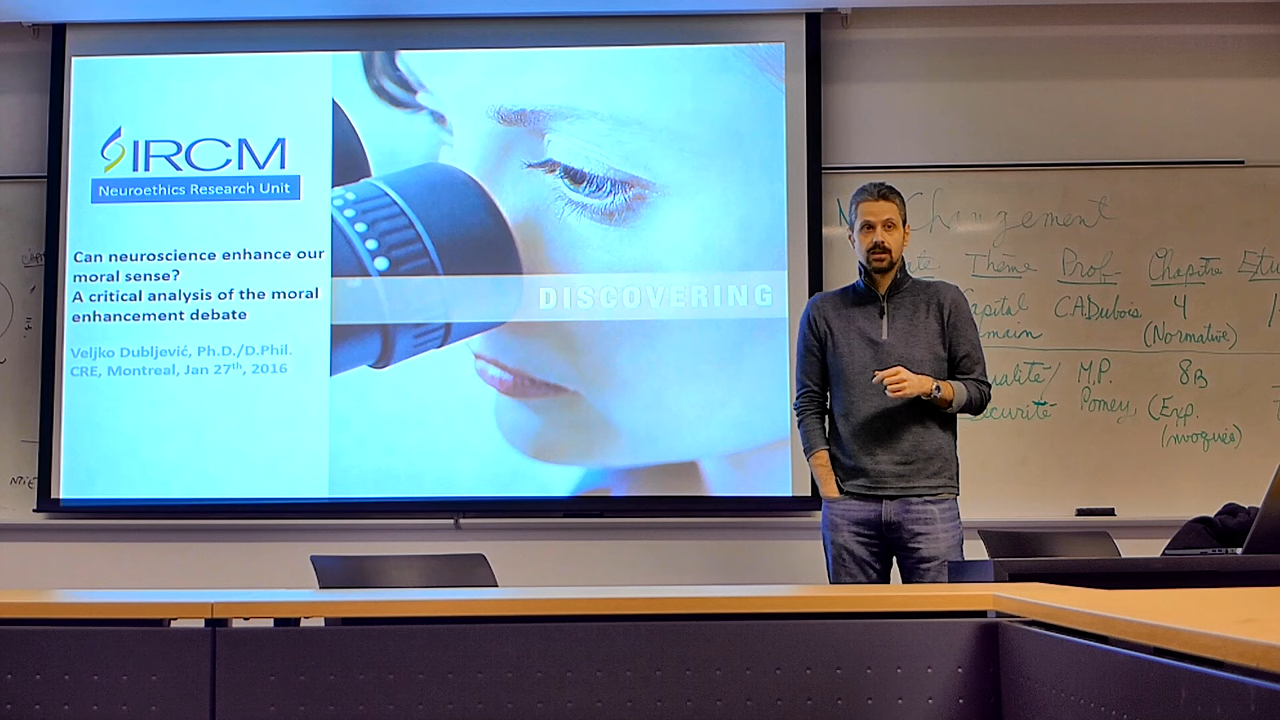 IRCM
Neuroethics Research Unit
Can neuroscience enhance our
moral sense?
A critical analysis of the moral
enhancement debate
Veljko Dubljević, Ph.D./D.Phil.
CRE, Montreal, Jan 27th, 2016
DISCOVERING
Changement
Thème Prof. Chapitre
C.A. Dubois 4
(Normative)
M.P. 8B
Pomey (Exp.
invoqués)